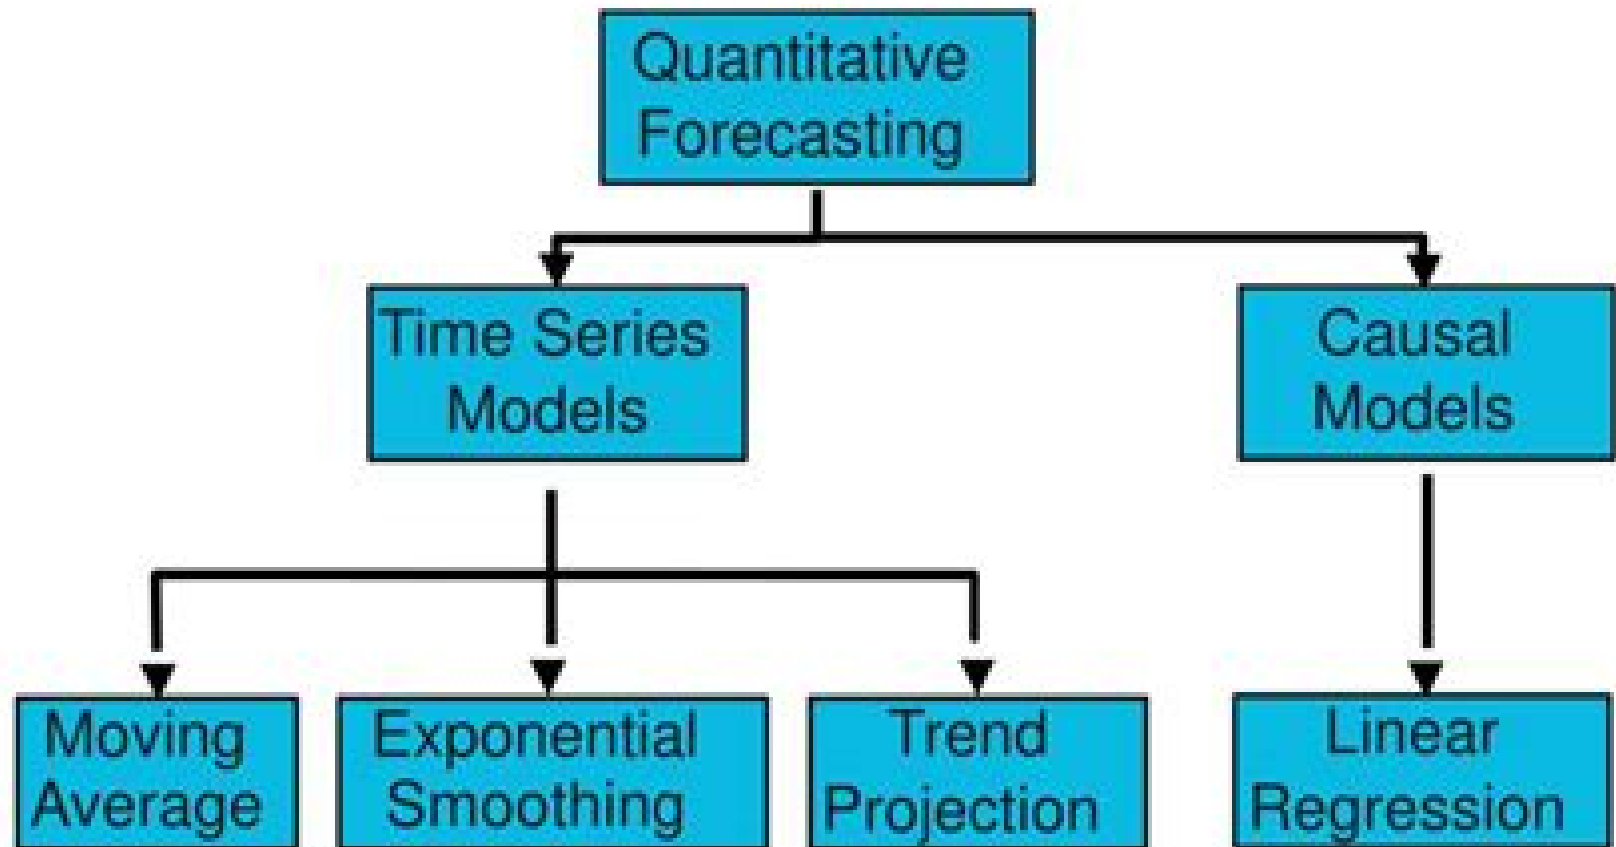 Quantitative
Forecasting
Time Series
Models
Causal
Models
Moving
Average
Exponential
Smoothing
Trend
Projection
Linear
Regression